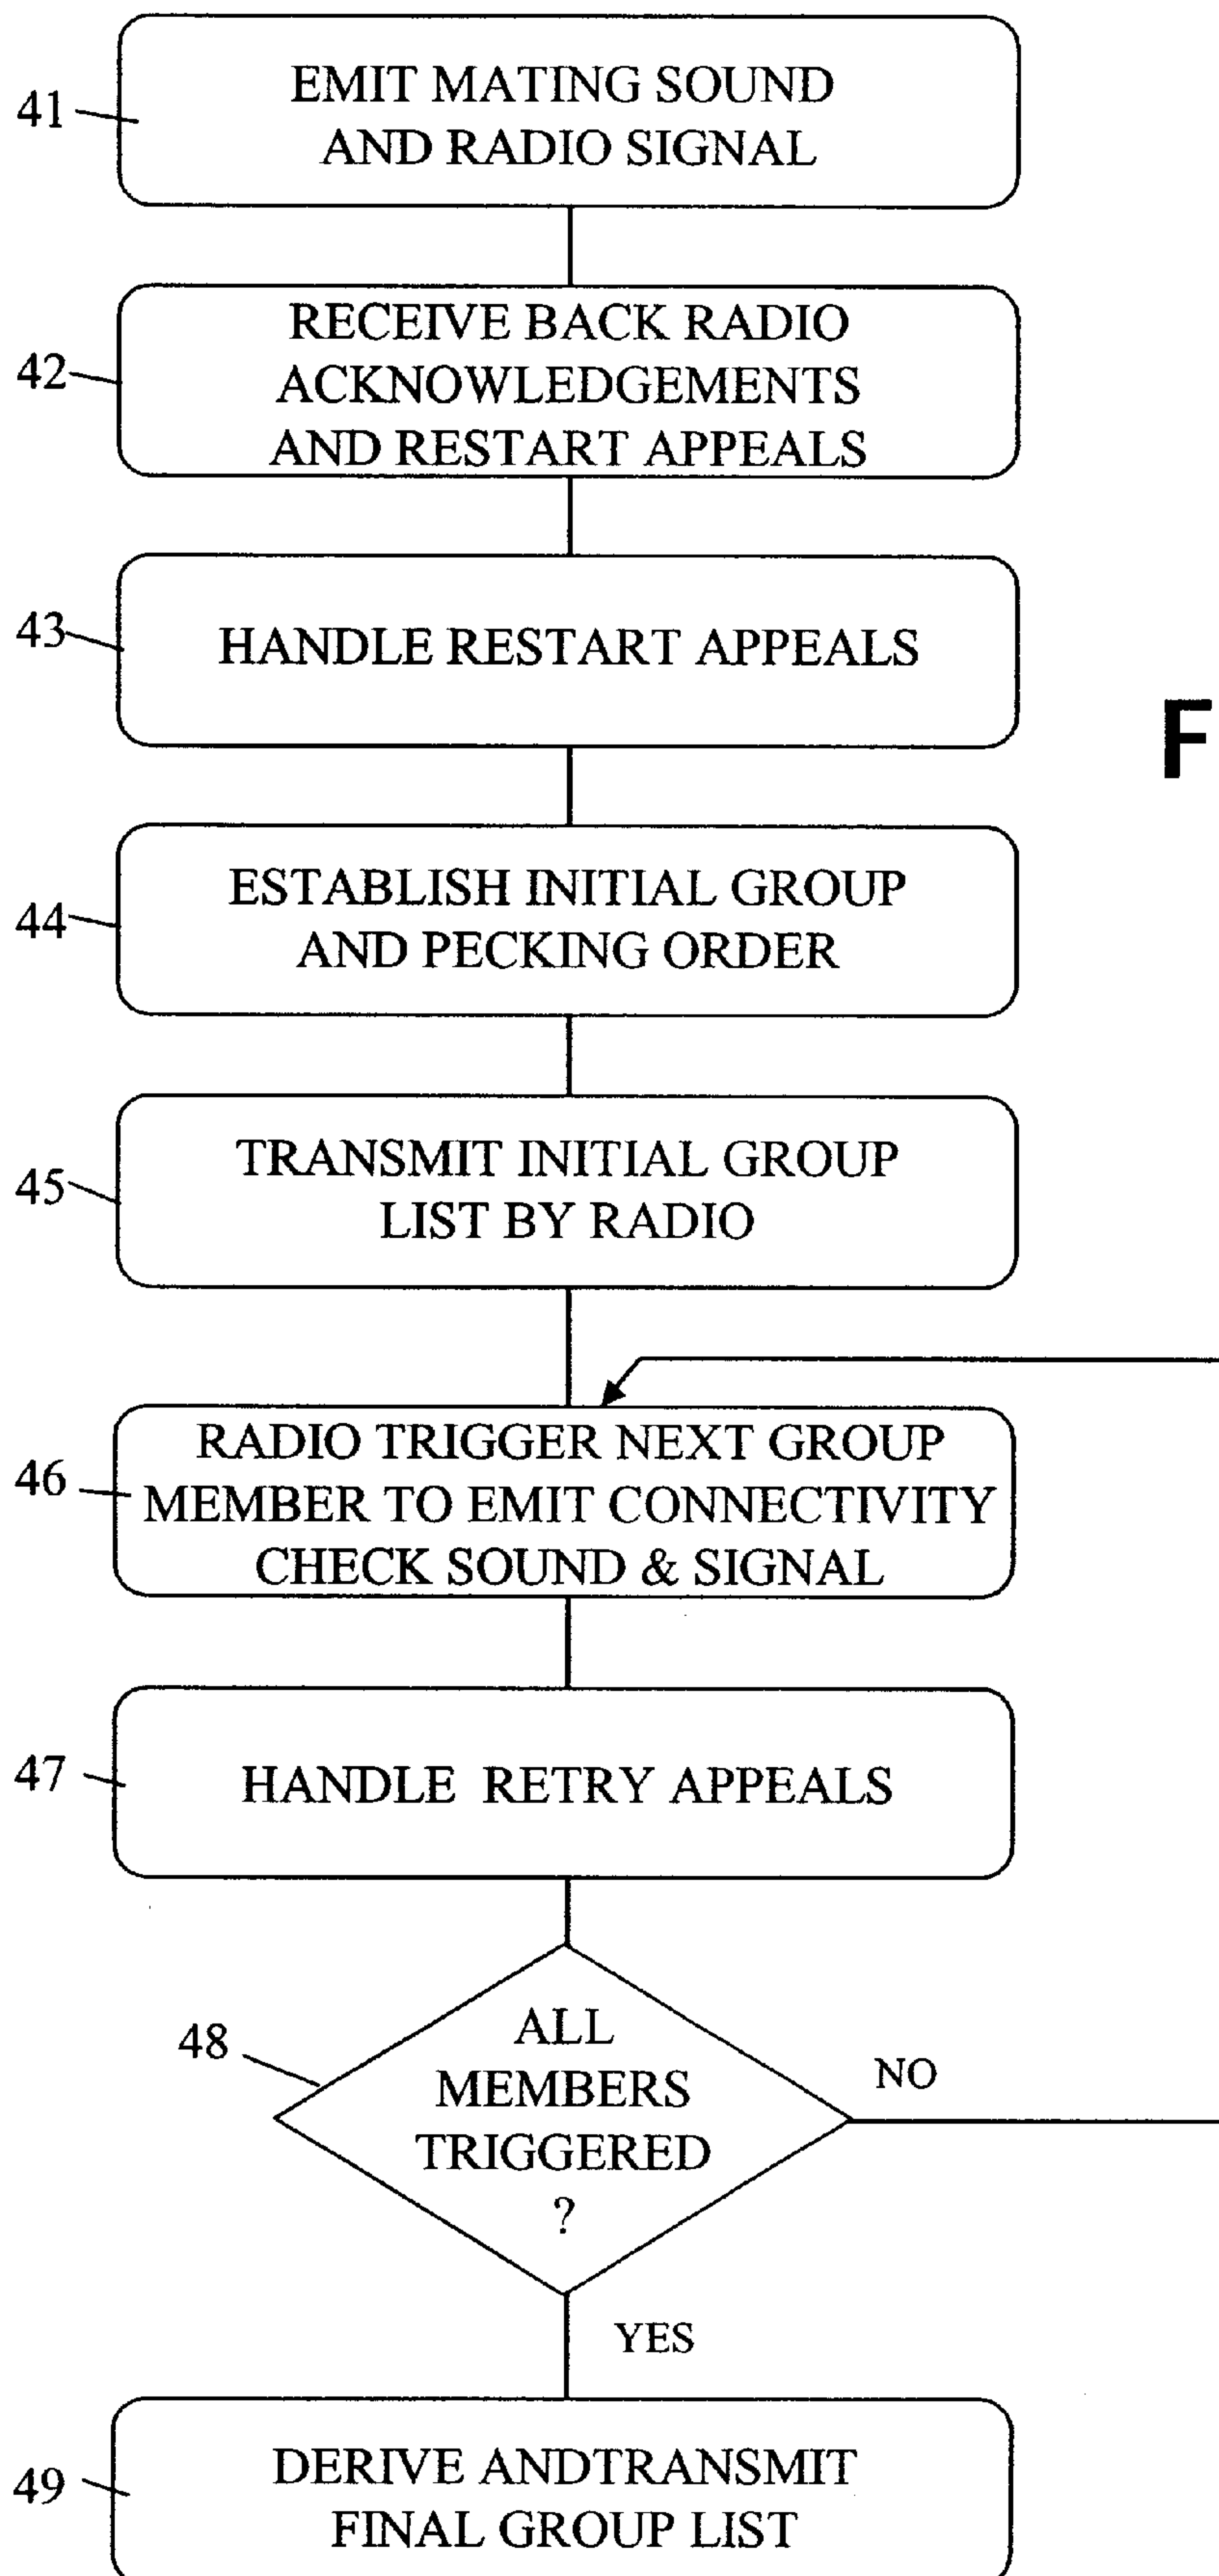 41
EMIT MATING SOUND
AND RADIO SIGNAL
42
RECEIVE BACK RADIO
ACKNOWLEDGEMENTS
AND RESTART APPEALS
43
HANDLE RESTART APPEALS
F
44
ESTABLISH INITIAL GROUP
AND PECKING ORDER
45
TRANSMIT INITIAL GROUP
LIST BY RADIO
46
RADIO TRIGGER NEXT GROUP
MEMBER TO EMIT CONNECTIVITY
CHECK SOUND & SIGNAL
47
HANDLE RETRY APPEALS
48
ALL
MEMBERS
TRIGGERED
?
NO
YES
49
DERIVE ANDTRANSMIT
FINAL GROUP LIST